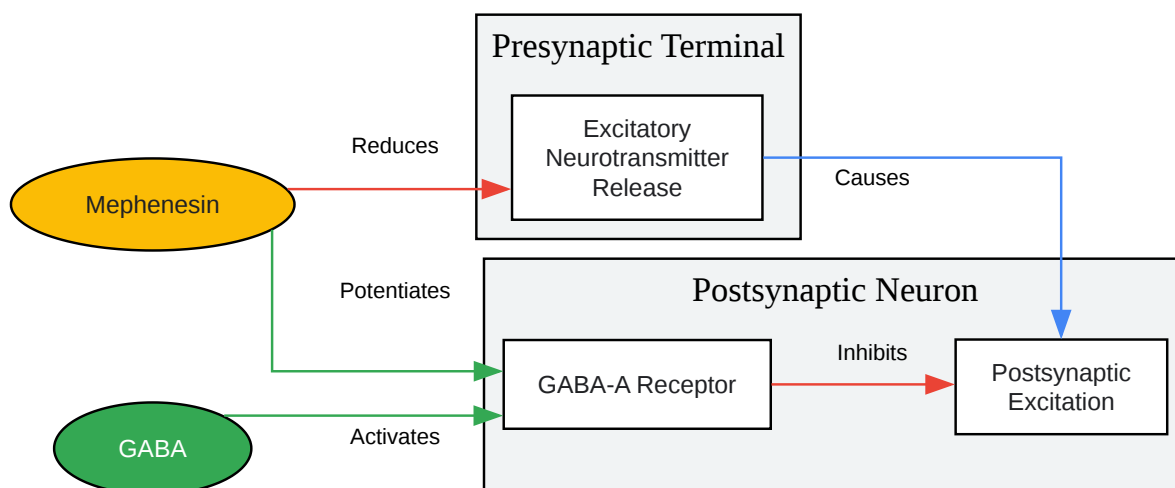 Presynaptic Terminal
Excitatory
Neurotransmitter
Release
Reduces
Causes
Mephenesin
Potentiates
Postsynaptic Neuron
Inhibits
GABA-A Receptor
Postsynaptic
Excitation
Activates
GABA